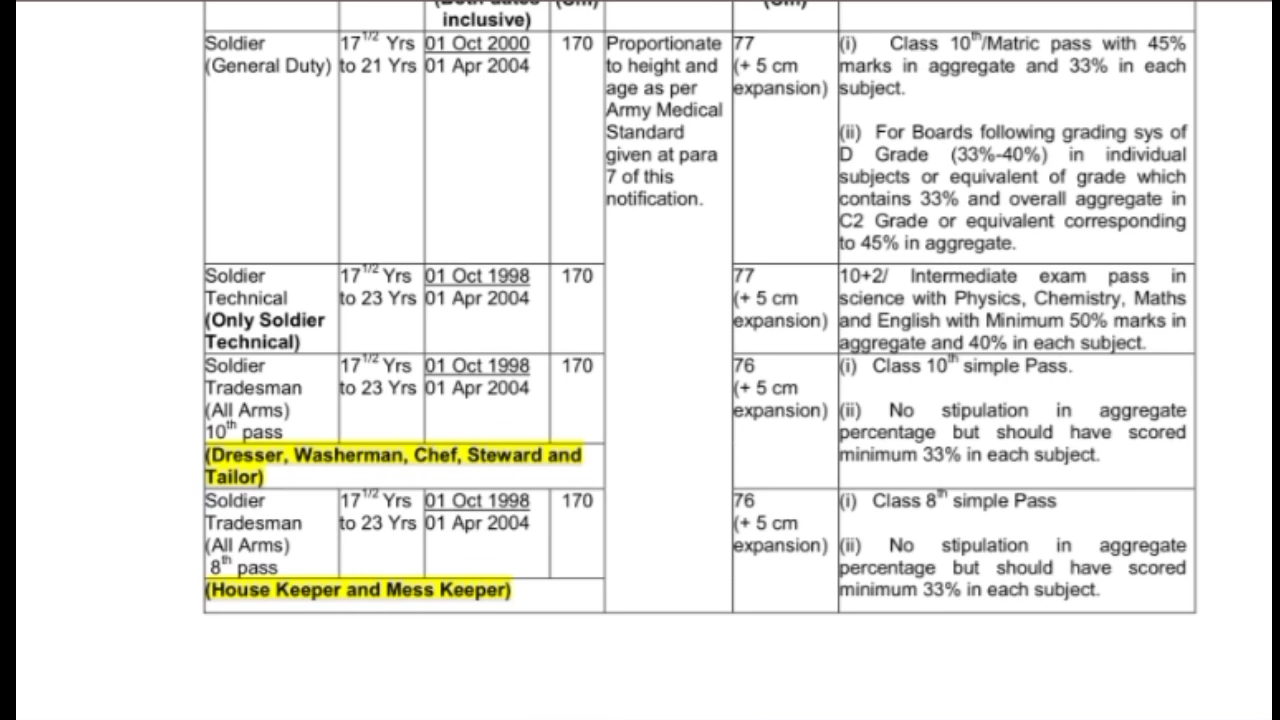 (Both dates
inclusive)
(Cm)
(Cm)
Soldier
(General Duty)
17 1/2 Yrs
to 21 Yrs
01 Oct 2000
01 Apr 2004
170
Proportionate
to height and
age as per
Army Medical
Standard
given at para
7 of this
notification.
77
(+ 5 cm
expansion)
(i) Class 10th/Matric pass with 45%
marks in aggregate and 33% in each
subject.
(ii) For Boards following grading sys of
D Grade (33%-40%) in individual
subjects or equivalent of grade which
contains 33% and overall aggregate in
C2 Grade or equivalent corresponding
to 45% in aggregate.
Soldier
Technical
(Only Soldier
Technical)
17 1/2 Yrs
to 23 Yrs
01 Oct 1998
01 Apr 2004
170
77
(+ 5 cm
expansion)
10+2/ Intermediate exam pass in
science with Physics, Chemistry, Maths
and English with Minimum 50% marks in
aggregate and 40% in each subject.
Soldier
Tradesman
(All Arms)
10th pass
17 1/2 Yrs
to 23 Yrs
01 Oct 1998
01 Apr 2004
170
76
(+ 5 cm
expansion)
(i) Class 10th simple Pass.
(ii) No stipulation in aggregate
percentage but should have scored
minimum 33% in each subject.
(Dresser, Washerman, Chef, Steward and
Tailor)
Soldier
Tradesman
(All Arms)
8th pass
17 1/2 Yrs
to 23 Yrs
01 Oct 1998
01 Apr 2004
170
76
(+ 5 cm
expansion)
(i) Class 8th simple Pass
(ii) No stipulation in aggregate
percentage but should have scored
minimum 33% in each subject.
(House Keeper and Mess Keeper)